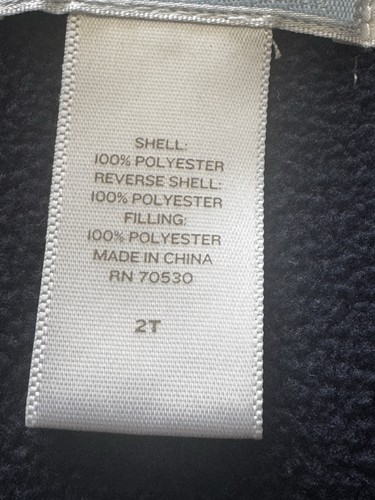 SHELL:
100% POLYESTER
REVERSE SHELL:
100% POLYESTER
FILLING:
100% POLYESTER
MADE IN CHINA
RN 70530
2T